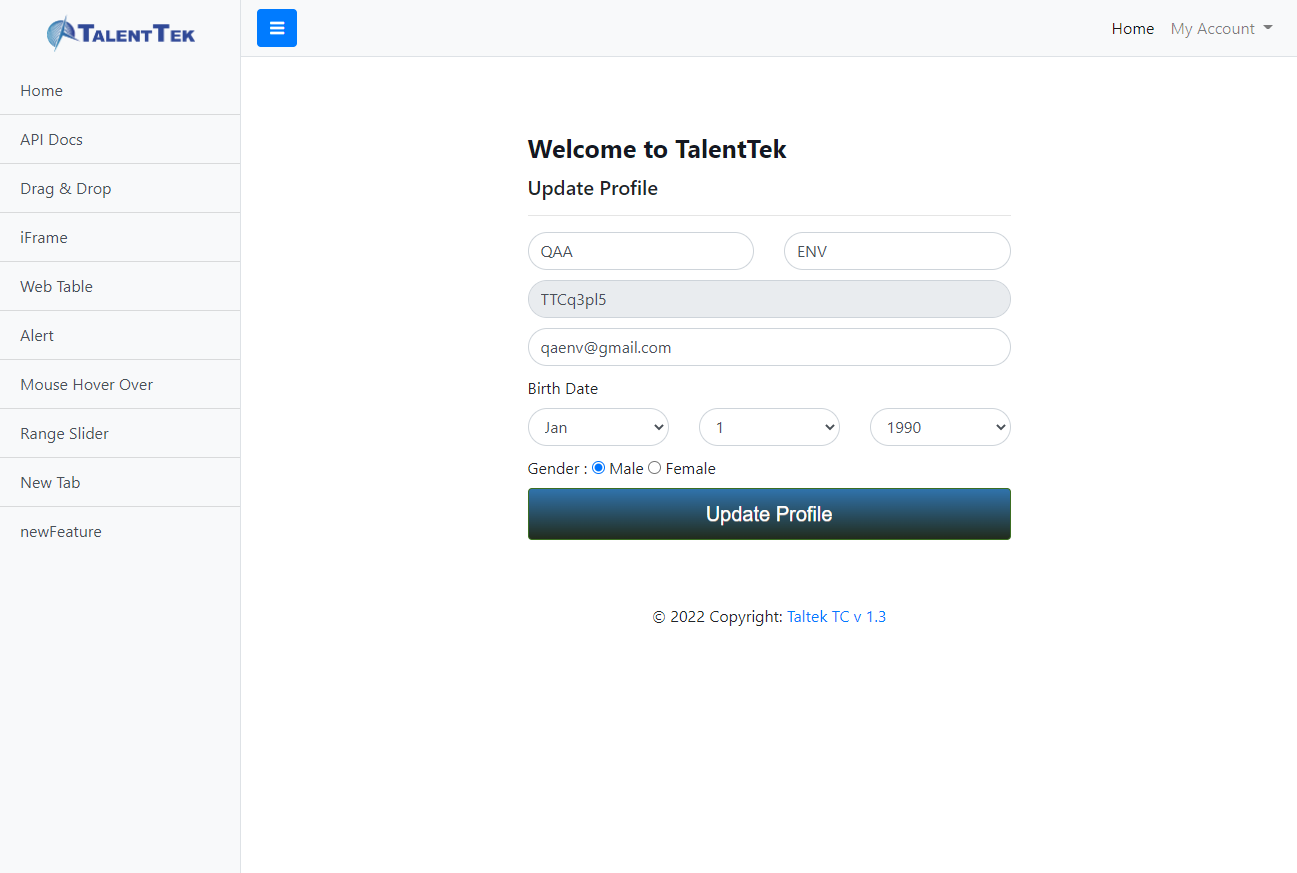 TALENTTEK
Home
API Docs
Drag & Drop
iFrame
Web Table
Alert
Mouse Hover Over
Range Slider
New Tab
newFeature
Home My Account
Welcome to TalentTek
Update Profile
QAA ENV
TTCq3pl5
qaenv@gmail.com
Birth Date
Jan 1 1990
Gender : Male Female
Update Profile
© 2022 Copyright: Taltek TC v 1.3